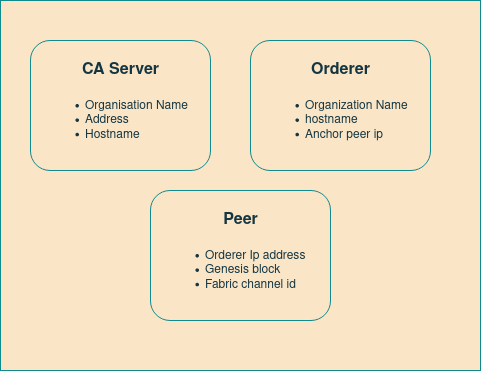 CA Server
• Organisation Name
• Address
• Hostname
Orderer
• Organization Name
• hostname
• Anchor peer ip
Peer
• Orderer Ip address
• Genesis block
• Fabric channel id